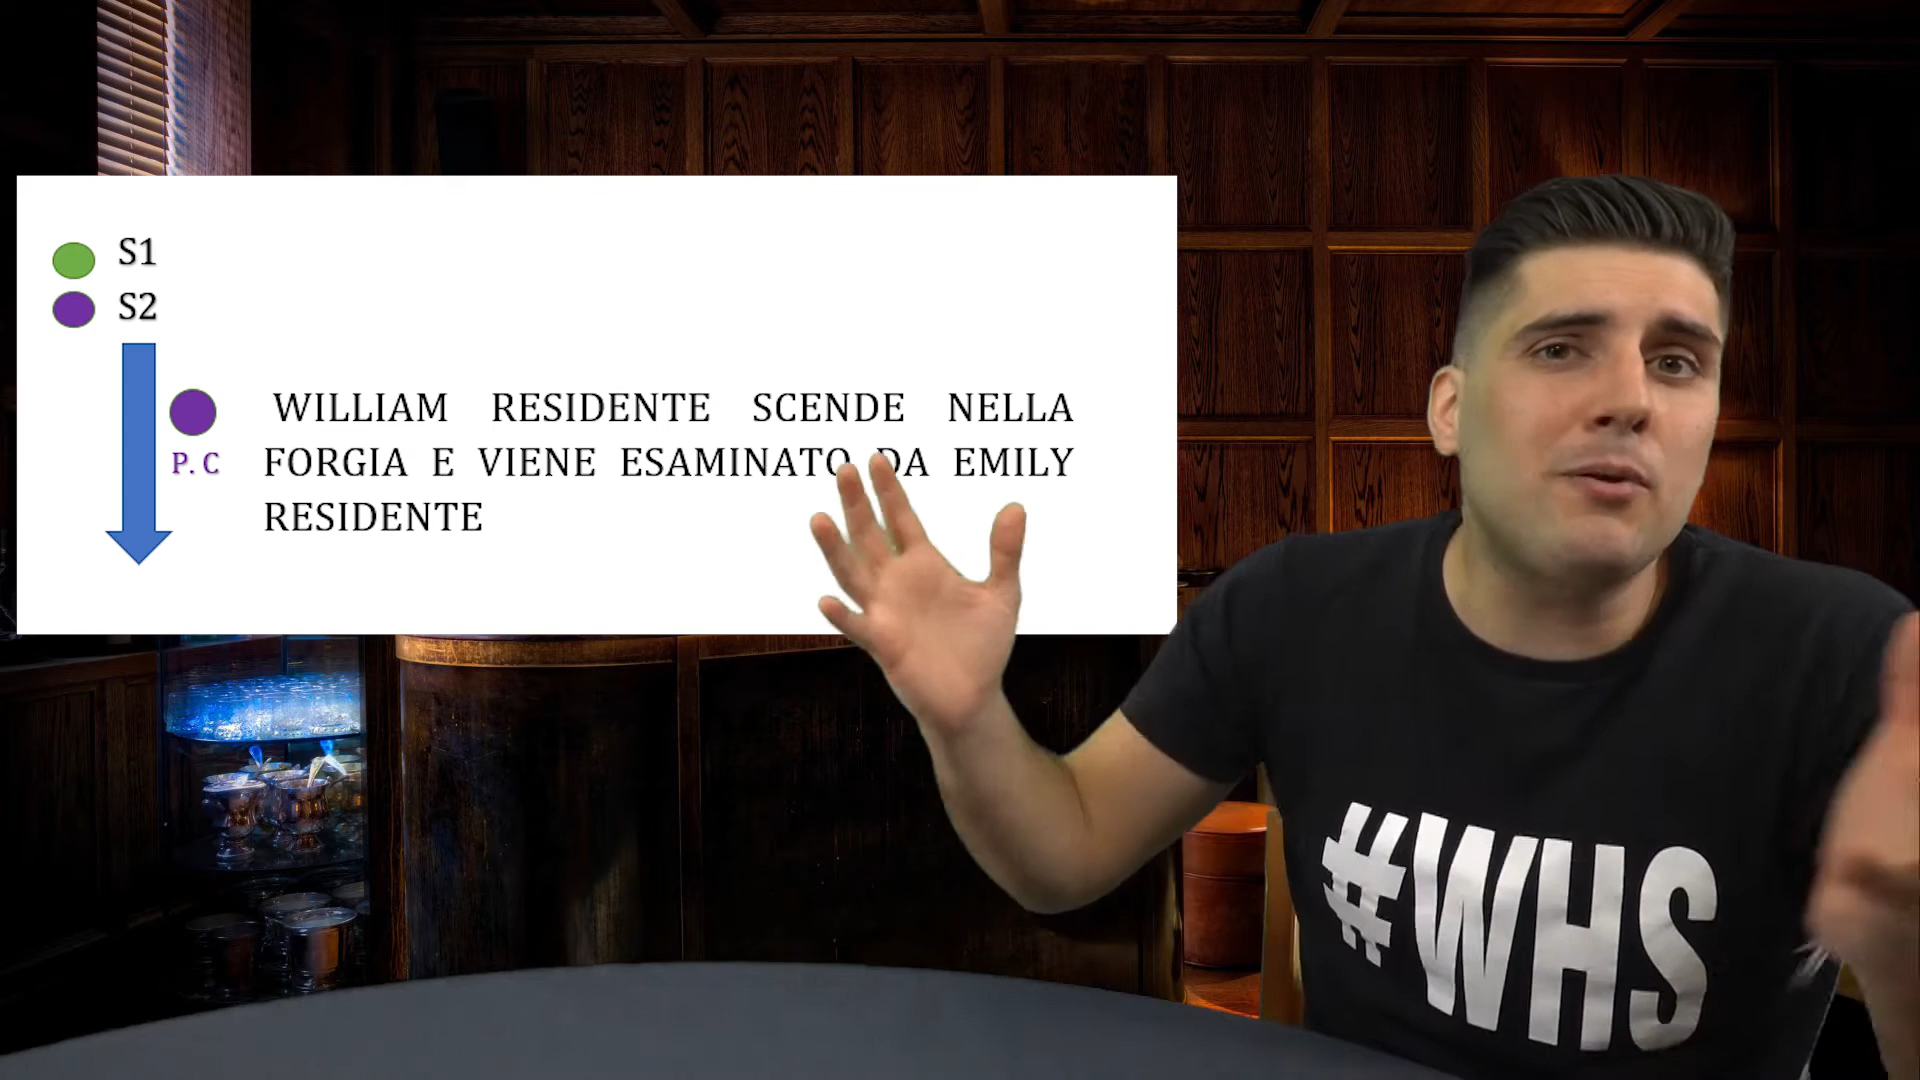 S1
S2
P. C
WILLIAM RESIDENTE SCENDE NELLA
FORGIA E VIENE ESAMINATO DA EMILY
RESIDENTE
#WHS